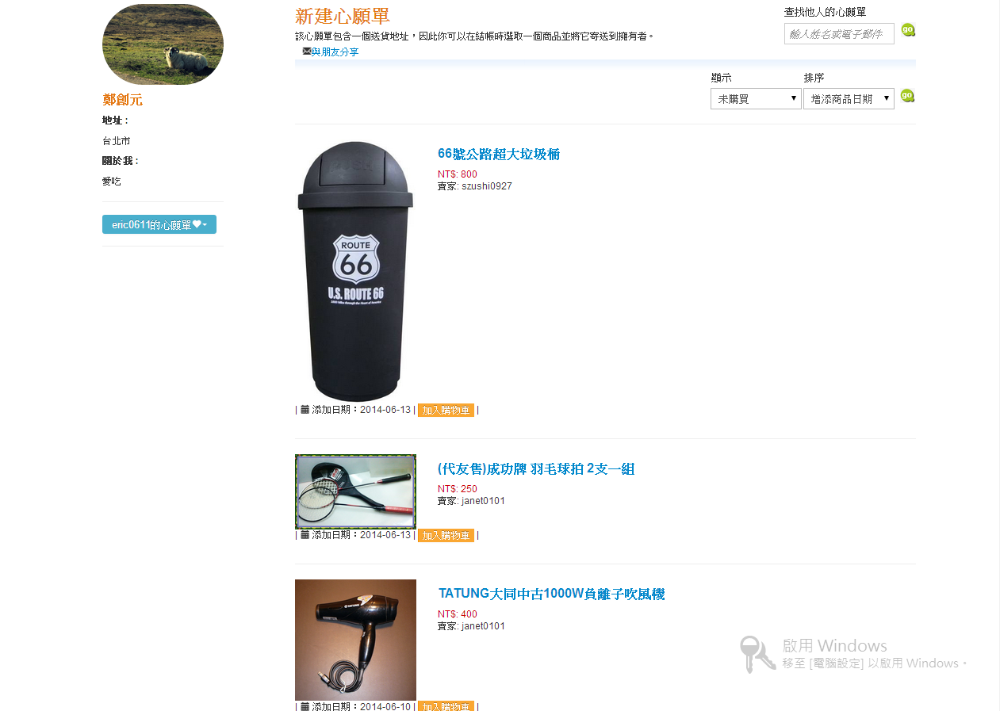 鄭創元
地址 :
台北市
關於我 :
愛吃
eric0611的心願單
新建心願單
該心願單包含一個送貨地址，因此你可以在結帳時選取一個商品並將它寄送到擁有者。
與朋友分享
查找他人的心願單
輸人姓名或電子郵件
go
顯示
排序
未購買
增添商品日期
go
66號公路超大垃圾桶
NT$: 800
賣家: szushi0927
ROUTE
66
U.S. ROUTE 66
| 添加日期：2014-06-13 | 加入購物車 |
(代友售)成功牌 羽毛球拍 2支一組
NT$: 250
賣家: janet0101
| 添加日期：2014-06-13 | 加入購物車 |
TATUNG大同中古1000W負離子吹風機
NT$: 400
賣家: janet0101
TATUNG
| 添加日期：2014-06-10 | 加入購物車 |
啟用 Windows
移至 [電腦設定] 以啟用 Windows。